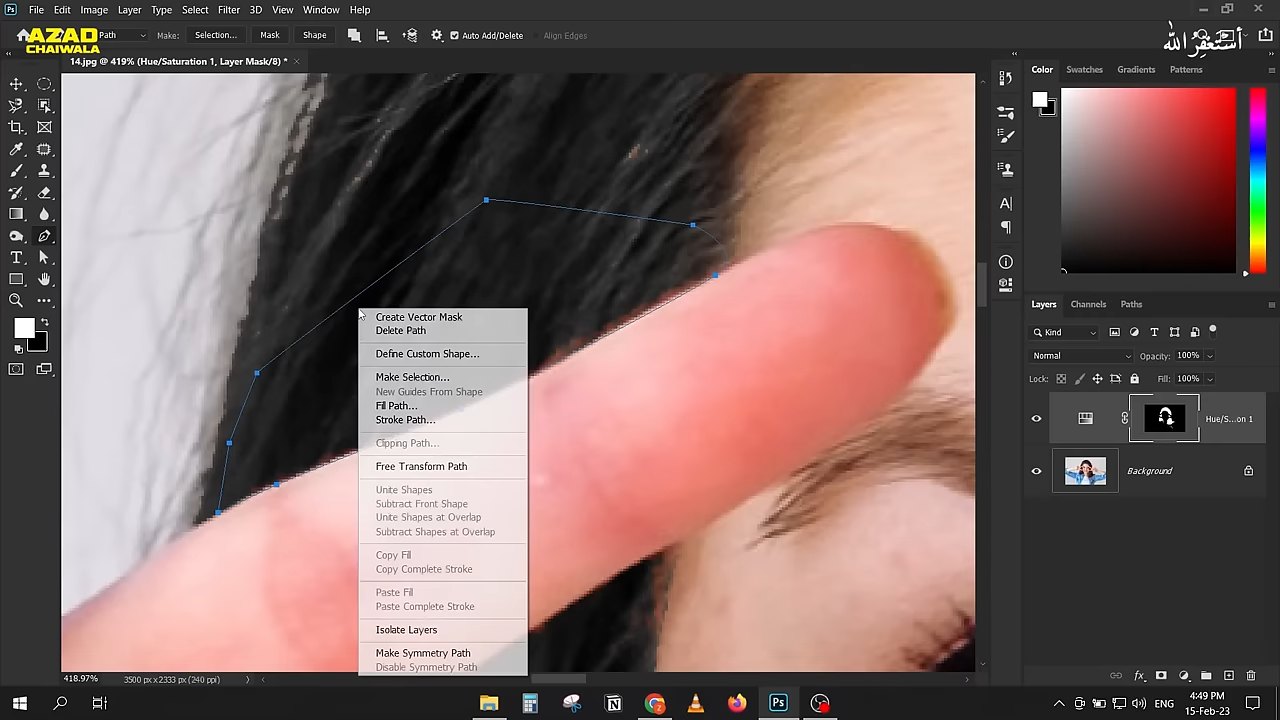 File Edit Image Layer Type Select Filter 3D View Window Help
AZAD
CHAIWALA
Path Make: Selection... Mask Shape Auto Add/Delete Align Edges
أستغفر الله
14.jpg @ 419% (Hue/Saturation 1, Layer Mask/8) *
Color Swatches Gradients Patterns
Create Vector Mask
Delete Path
Define Custom Shape...
Make Selection...
New Guides From Shape
Fill Path...
Stroke Path...
Clipping Path...
Free Transform Path
Unite Shapes
Subtract Front Shape
Unite Shapes at Overlap
Subtract Shapes at Overlap
Copy Fill
Copy Complete Stroke
Paste Fill
Paste Complete Stroke
Isolate Layers
Make Symmetry Path
Disable Symmetry Path
Layers Channels Paths
Kind
Normal Opacity: 100%
Lock: Fill: 100%
Hue/S...on 1
Background
418.97% 3500 px x 2333 px (240 ppi)
ENG
4:49 PM
15-Feb-23